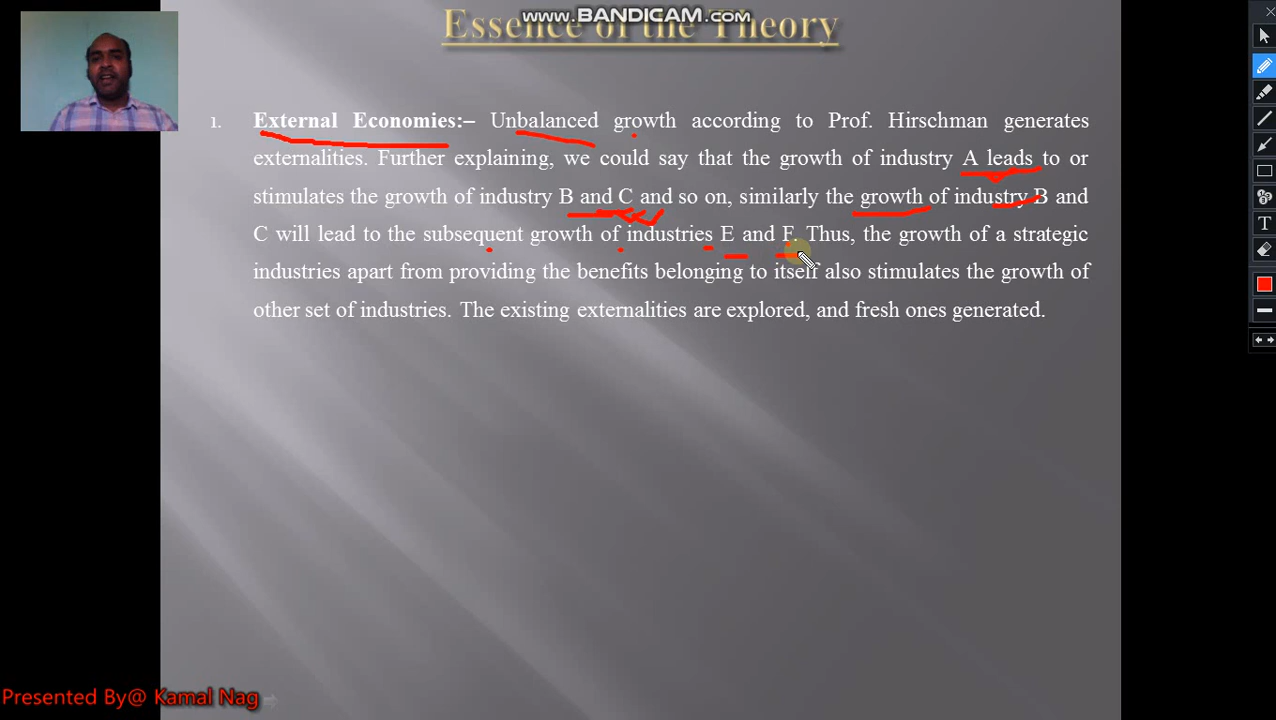 www.BANDICAM.com
Essence of the Theory
1. External Economies:– Unbalanced growth according to Prof. Hirschman generates
externalities. Further explaining, we could say that the growth of industry A leads to or
stimulates the growth of industry B and C and so on, similarly the growth of industry B and
C will lead to the subsequent growth of industries E and F. Thus, the growth of a strategic
industries apart from providing the benefits belonging to itself also stimulates the growth of
other set of industries. The existing externalities are explored, and fresh ones generated.
Presented By@ Kamal Nag